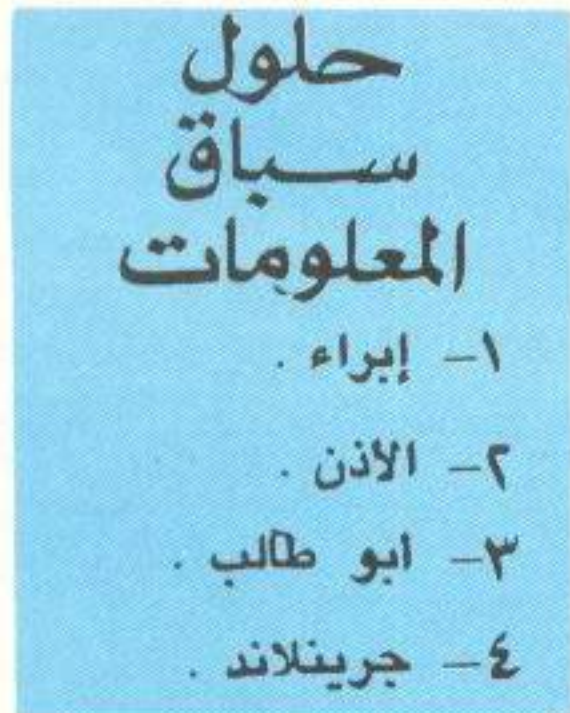 حلول
سباق
المعلومات
١- إبراء .
٢- الأذن .
٣- ابو طالب .
٤- جرينلاند .